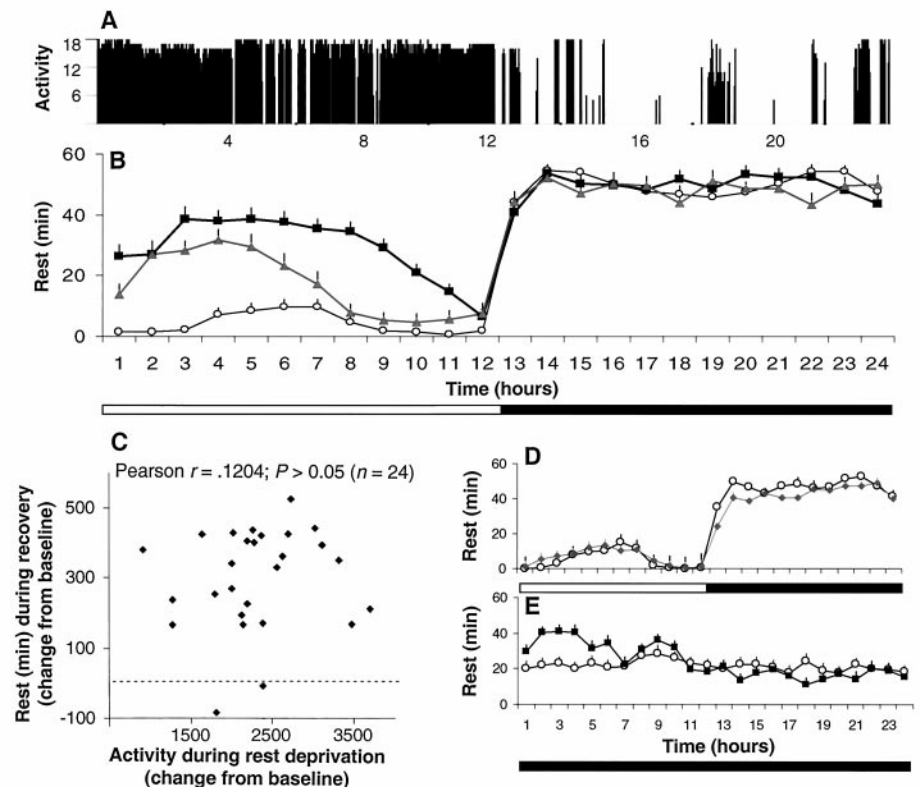 A
Activity
18
12
6
4 8 12 16 20
B
Rest (min)
60
40
20
0
1 2 3 4 5 6 7 8 9 10 11 12 13 14 15 16 17 18 19 20 21 22 23 24
Time (hours)
C
Pearson r = .1204; P > 0.05 (n = 24)
Rest (min) during recovery
(change from baseline)
500
300
100
-100
1500 2500 3500
Activity during rest deprivation
(change from baseline)
D
Rest (min)
60
40
20
0
E
Rest (min)
60
40
20
0
1 3 5 7 9 11 13 15 17 19 21 23
Time (hours)